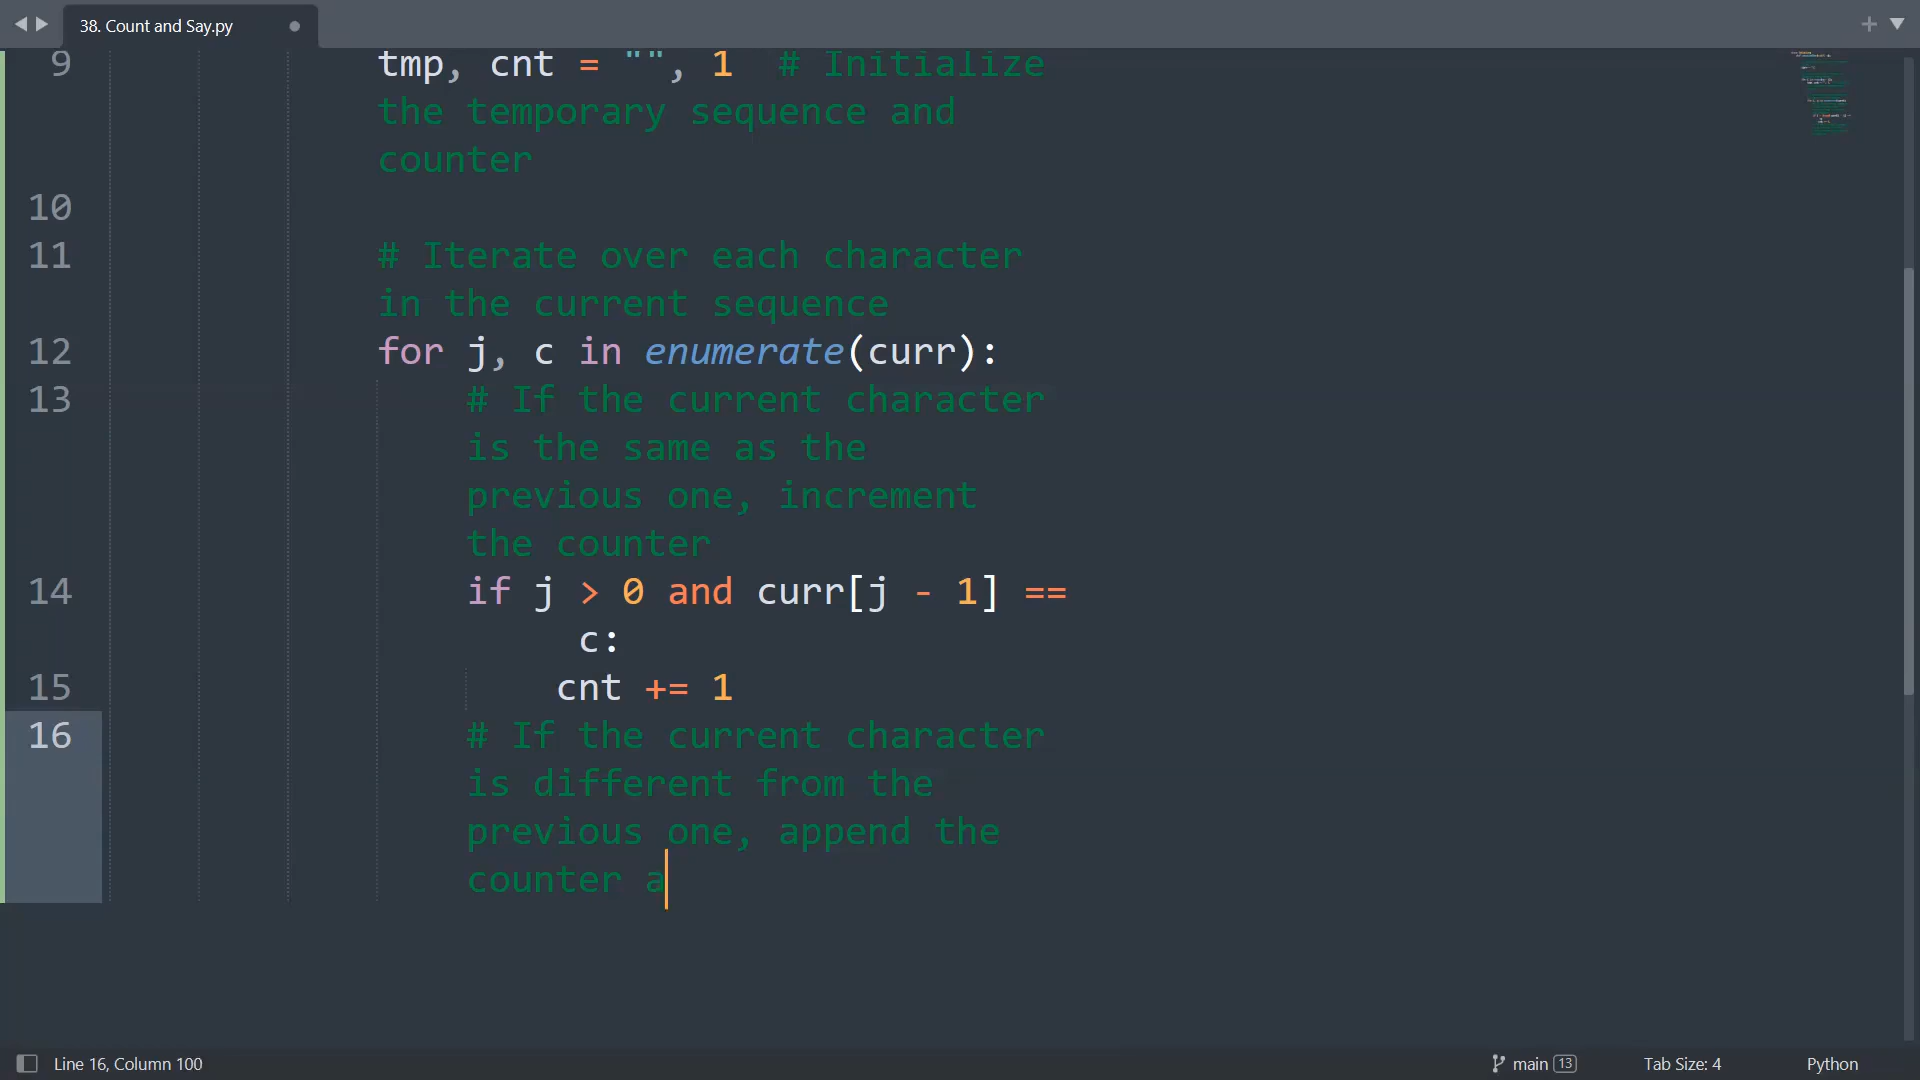 38. Count and Say.py
9 tmp, cnt = "", 1 # Initialize
the temporary sequence and
counter
10
11 # Iterate over each character
in the current sequence
12 for j, c in enumerate(curr):
13 # If the current character
is the same as the
previous one, increment
the counter
14 if j > 0 and curr[j - 1] ==
c:
15 cnt += 1
16 # If the current character
is different from the
previous one, append the
counter a
Line 16, Column 100 main 13 Tab Size: 4 Python